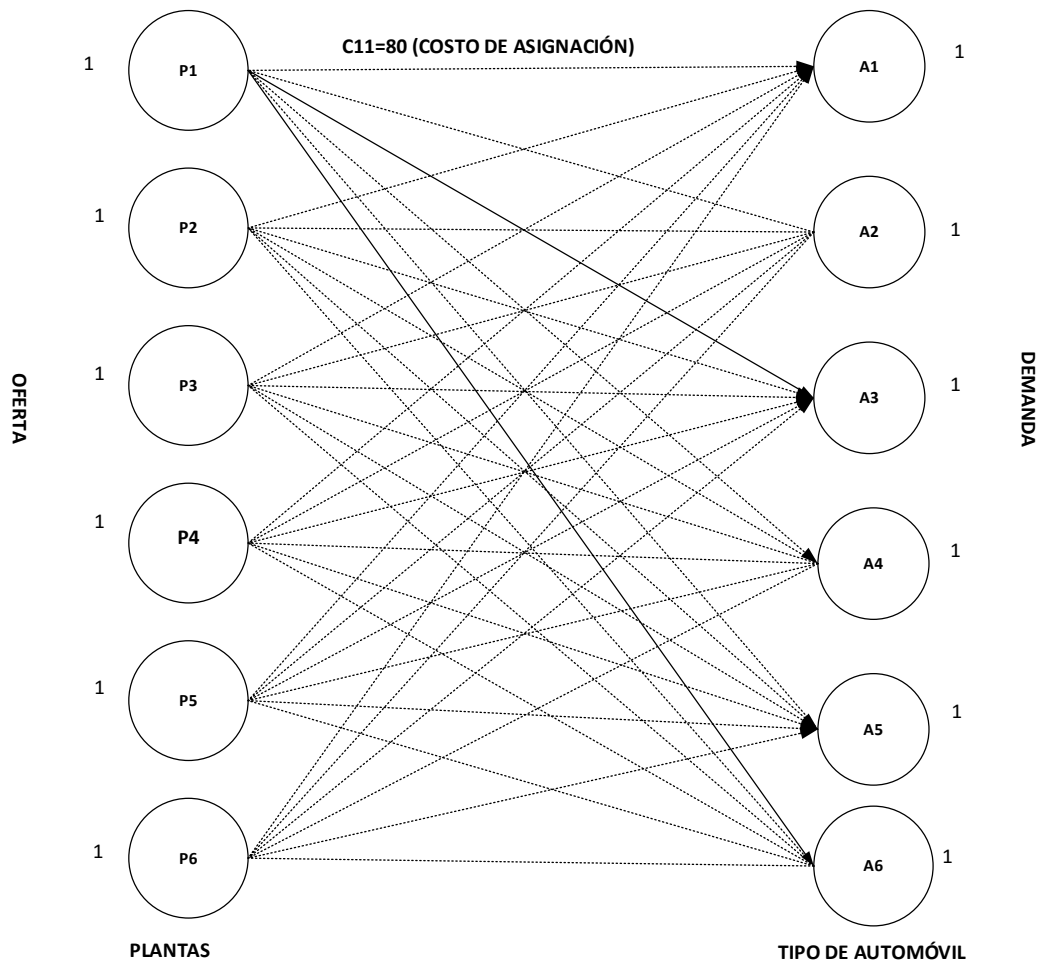 C11=80 (COSTO DE ASIGNACIÓN)
1 P1 A1 1
1 P2 A2 1
1 P3 A3 1
OFERTA
DEMANDA
1 P4 A4 1
1 P5 A5 1
1 P6 A6 1
PLANTAS
TIPO DE AUTOMÓVIL